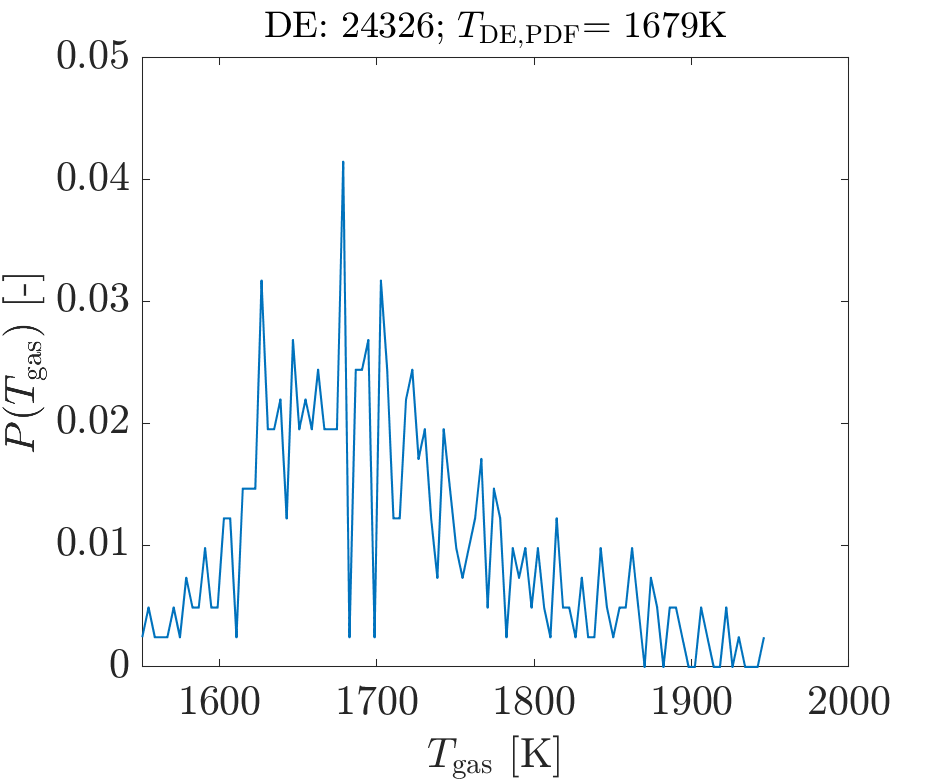 DE: 24326; T_DE,PDF= 1679K
0.05
0.04
0.03
0.02
0.01
0
P(T_gas) [-]
1600 1700 1800 1900 2000
T_gas [K]